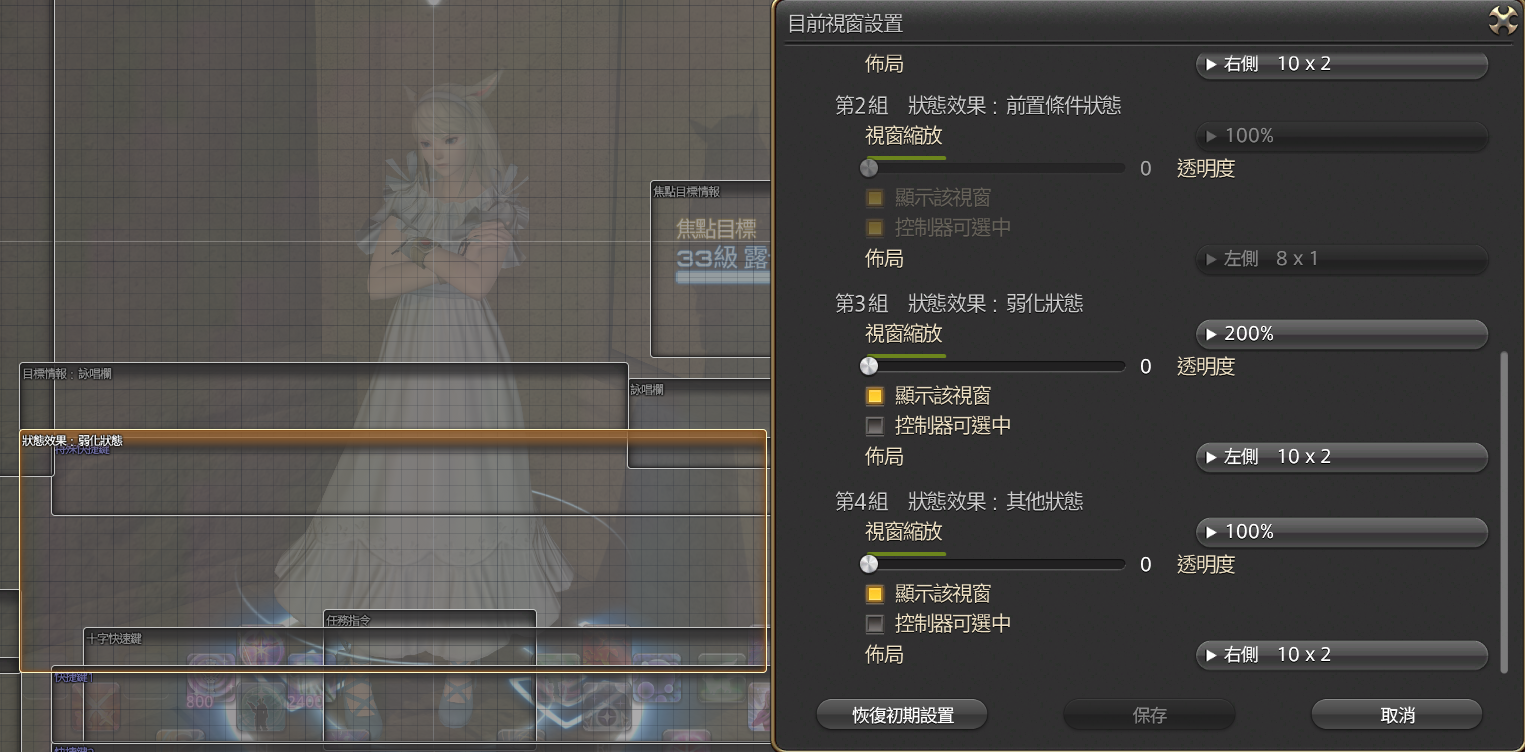 目前視窗設置
佈局
右側 10 x 2
第2組 狀態效果：前置條件狀態
視窗縮放
100%
0 透明度
顯示該視窗
控制器可選中
佈局
左側 8 x 1
第3組 狀態效果：弱化狀態
視窗縮放
200%
0 透明度
顯示該視窗
控制器可選中
佈局
左側 10 x 2
第4組 狀態效果：其他狀態
視窗縮放
100%
0 透明度
顯示該視窗
控制器可選中
佈局
右側 10 x 2
恢復初期設置
保存
取消
焦點目標情報
焦點目標
33級 露
目標情報：詠唱欄
詠唱欄
狀態效果：弱化狀態
特殊快捷鍵
任務指令
十字快速鍵
快捷鍵1
800